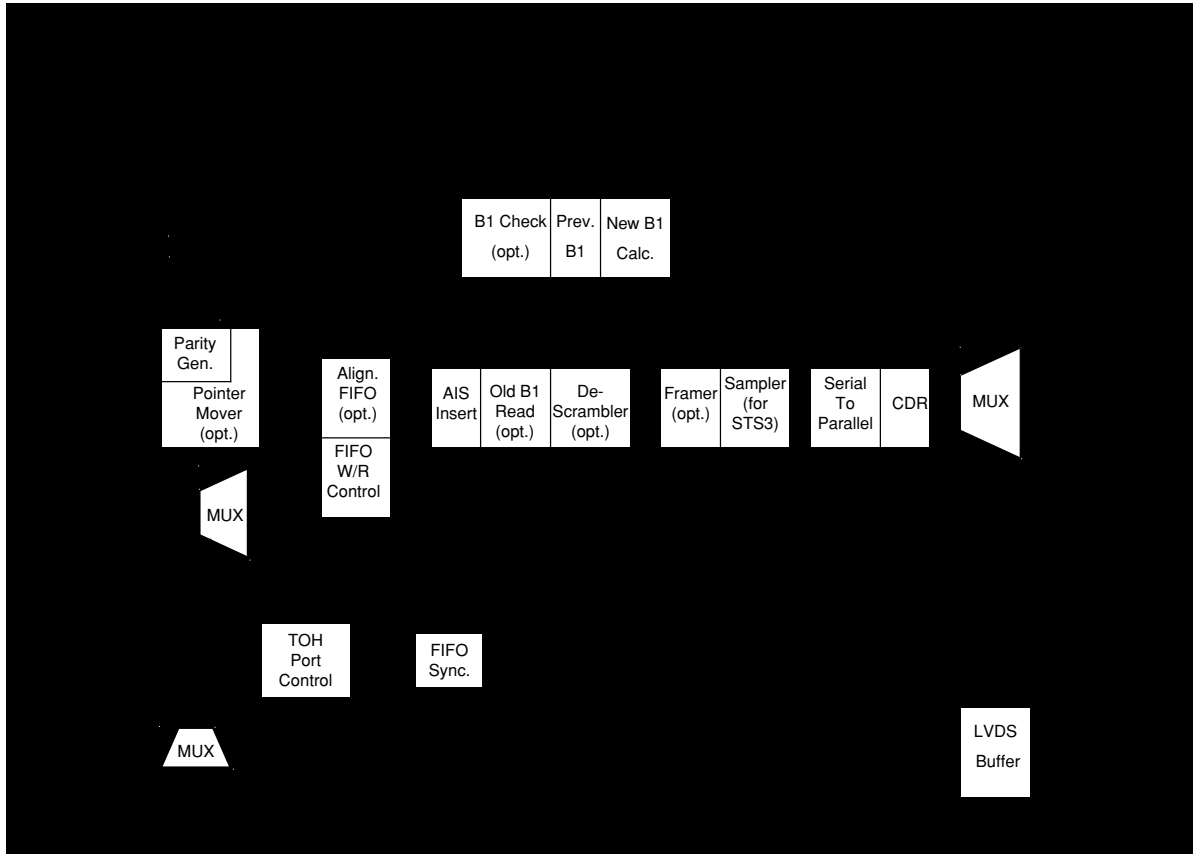 B1 Check
(opt.)
Prev.
B1
New B1
Calc.
Parity
Gen.
Pointer
Mover
(opt.)
Align.
FIFO
(opt.)
FIFO
W/R
Control
AIS
Insert
Old B1
Read
(opt.)
De-
Scrambler
(opt.)
Framer
(opt.)
Sampler
(for
STS3)
Serial
To
Parallel
CDR
MUX
MUX
TOH
Port
Control
FIFO
Sync.
MUX
LVDS
Buffer